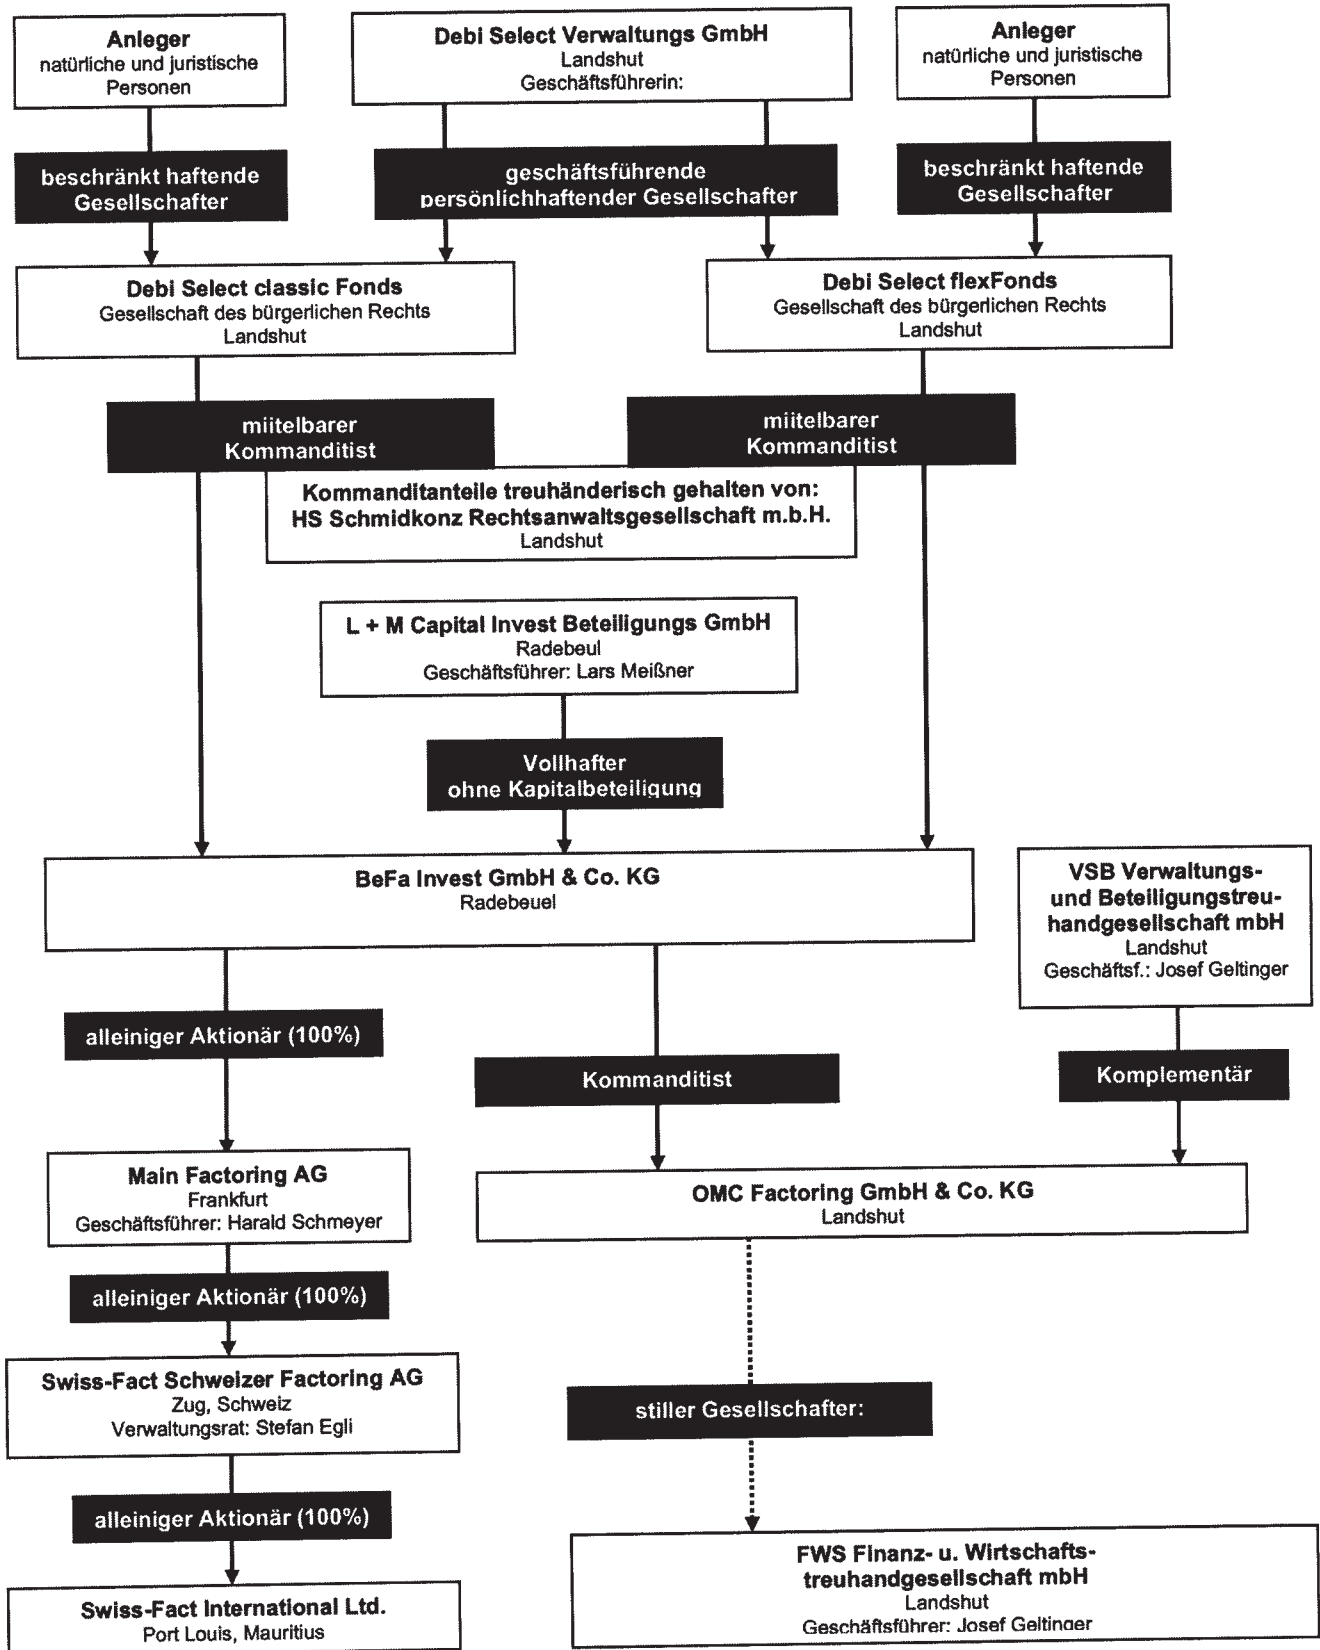 Anleger
natürliche und juristische
Personen
Debi Select Verwaltungs GmbH
Landshut
Geschäftsführerin:
Anleger
natürliche und juristische
Personen
beschränkt haftende
Gesellschafter
geschäftsführende
persönlichhaftender Gesellschafter
beschränkt haftende
Gesellschafter
Debi Select classic Fonds
Gesellschaft des bürgerlichen Rechts
Landshut
Debi Select flexFonds
Gesellschaft des bürgerlichen Rechts
Landshut
miitelbarer
Kommanditist
miitelbarer
Kommanditist
Kommanditanteile treuhänderisch gehalten von:
HS Schmidkonz Rechtsanwaltsgesellschaft m.b.H.
Landshut
L + M Capital Invest Beteiligungs GmbH
Radebeul
Geschäftsführer: Lars Meißner
Vollhafter
ohne Kapitalbeteiligung
BeFa Invest GmbH & Co. KG
Radebeuel
VSB Verwaltungs-
und Beteiligungstreu-
handgesellschaft mbH
Landshut
Geschäftsf.: Josef Geltinger
alleiniger Aktionär (100%)
Kommanditist
Komplementär
Main Factoring AG
Frankfurt
Geschäftsführer: Harald Schmeyer
OMC Factoring GmbH & Co. KG
Landshut
alleiniger Aktionär (100%)
Swiss-Fact Schweizer Factoring AG
Zug, Schweiz
Verwaltungsrat: Stefan Egli
stiller Gesellschafter:
alleiniger Aktionär (100%)
FWS Finanz- u. Wirtschafts-
treuhandgesellschaft mbH
Landshut
Geschäftsführer: Josef Geltinger
Swiss-Fact International Ltd.
Port Louis, Mauritius